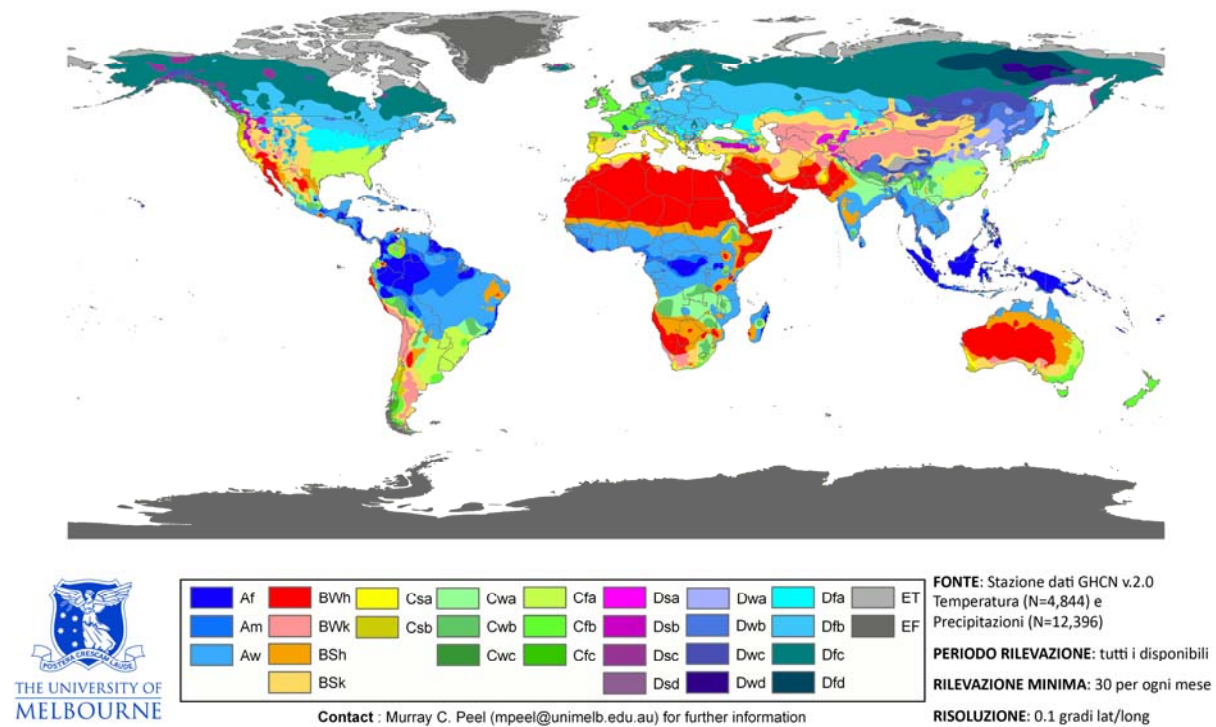 Af
BWh
Csa
Cwa
Cfa
Dsa
Dwa
Dfa
ET
Am
BWk
Csb
Cwb
Cfb
Dsb
Dwb
Dfb
EF
Aw
BSh
Cwc
Cfc
Dsc
Dwc
Dfc
BSk
Dsd
Dwd
Dfd
POSTERA CRESCAM LAUDE
THE UNIVERSITY OF
MELBOURNE
Contact : Murray C. Peel (mpeel@unimelb.edu.au) for further information
FONTE: Stazione dati GHCN v.2.0
Temperatura (N=4,844) e
Precipitazioni (N=12,396)
PERIODO RILEVAZIONE: tutti i disponibili
RILEVAZIONE MINIMA: 30 per ogni mese
RISOLUZIONE: 0.1 gradi lat/long